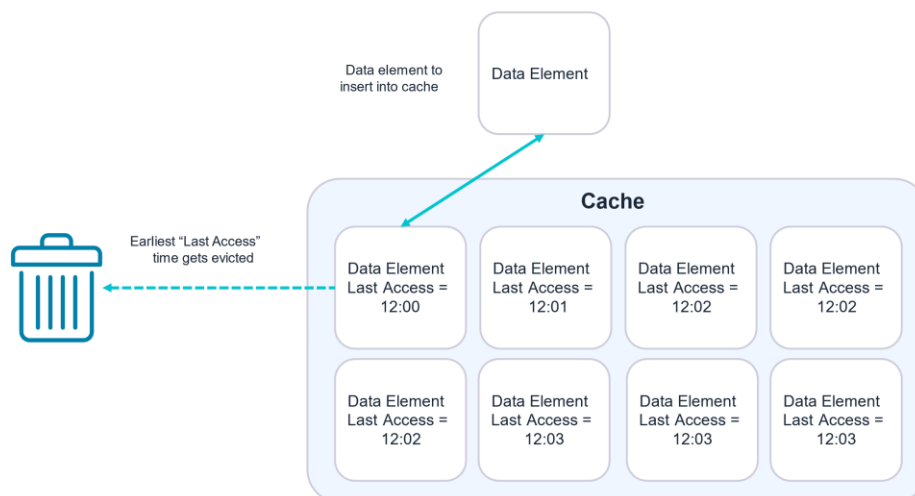 Data element to
insert into cache
Data Element
Cache
Earliest “Last Access”
time gets evicted
Data Element
Last Access =
12:00
Data Element
Last Access =
12:01
Data Element
Last Access =
12:02
Data Element
Last Access =
12:02
Data Element
Last Access =
12:02
Data Element
Last Access =
12:03
Data Element
Last Access =
12:03
Data Element
Last Access =
12:03